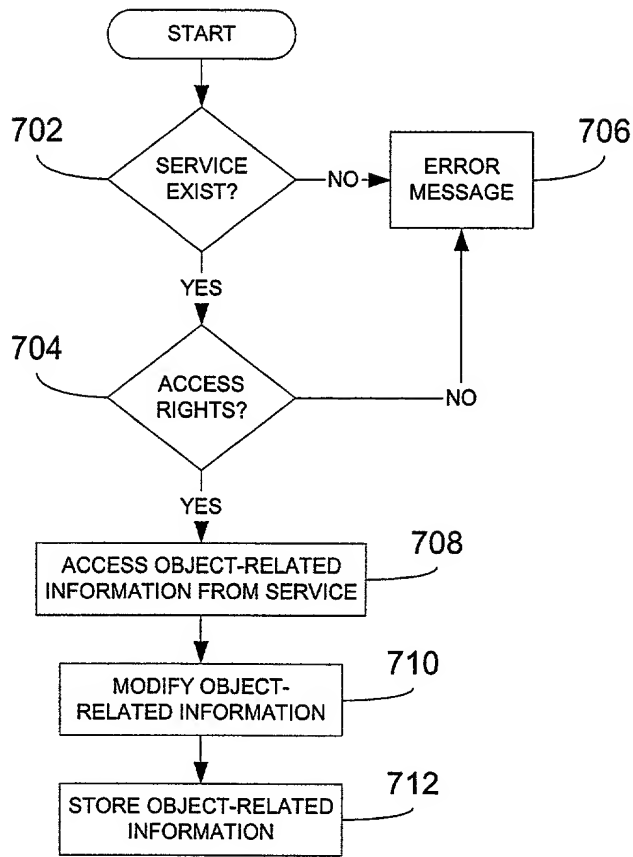 START
702
SERVICE
EXIST?
NO
ERROR
MESSAGE
706
YES
704
ACCESS
RIGHTS?
NO
YES
ACCESS OBJECT-RELATED
INFORMATION FROM SERVICE
708
MODIFY OBJECT-
RELATED INFORMATION
710
STORE OBJECT-RELATED
INFORMATION
712